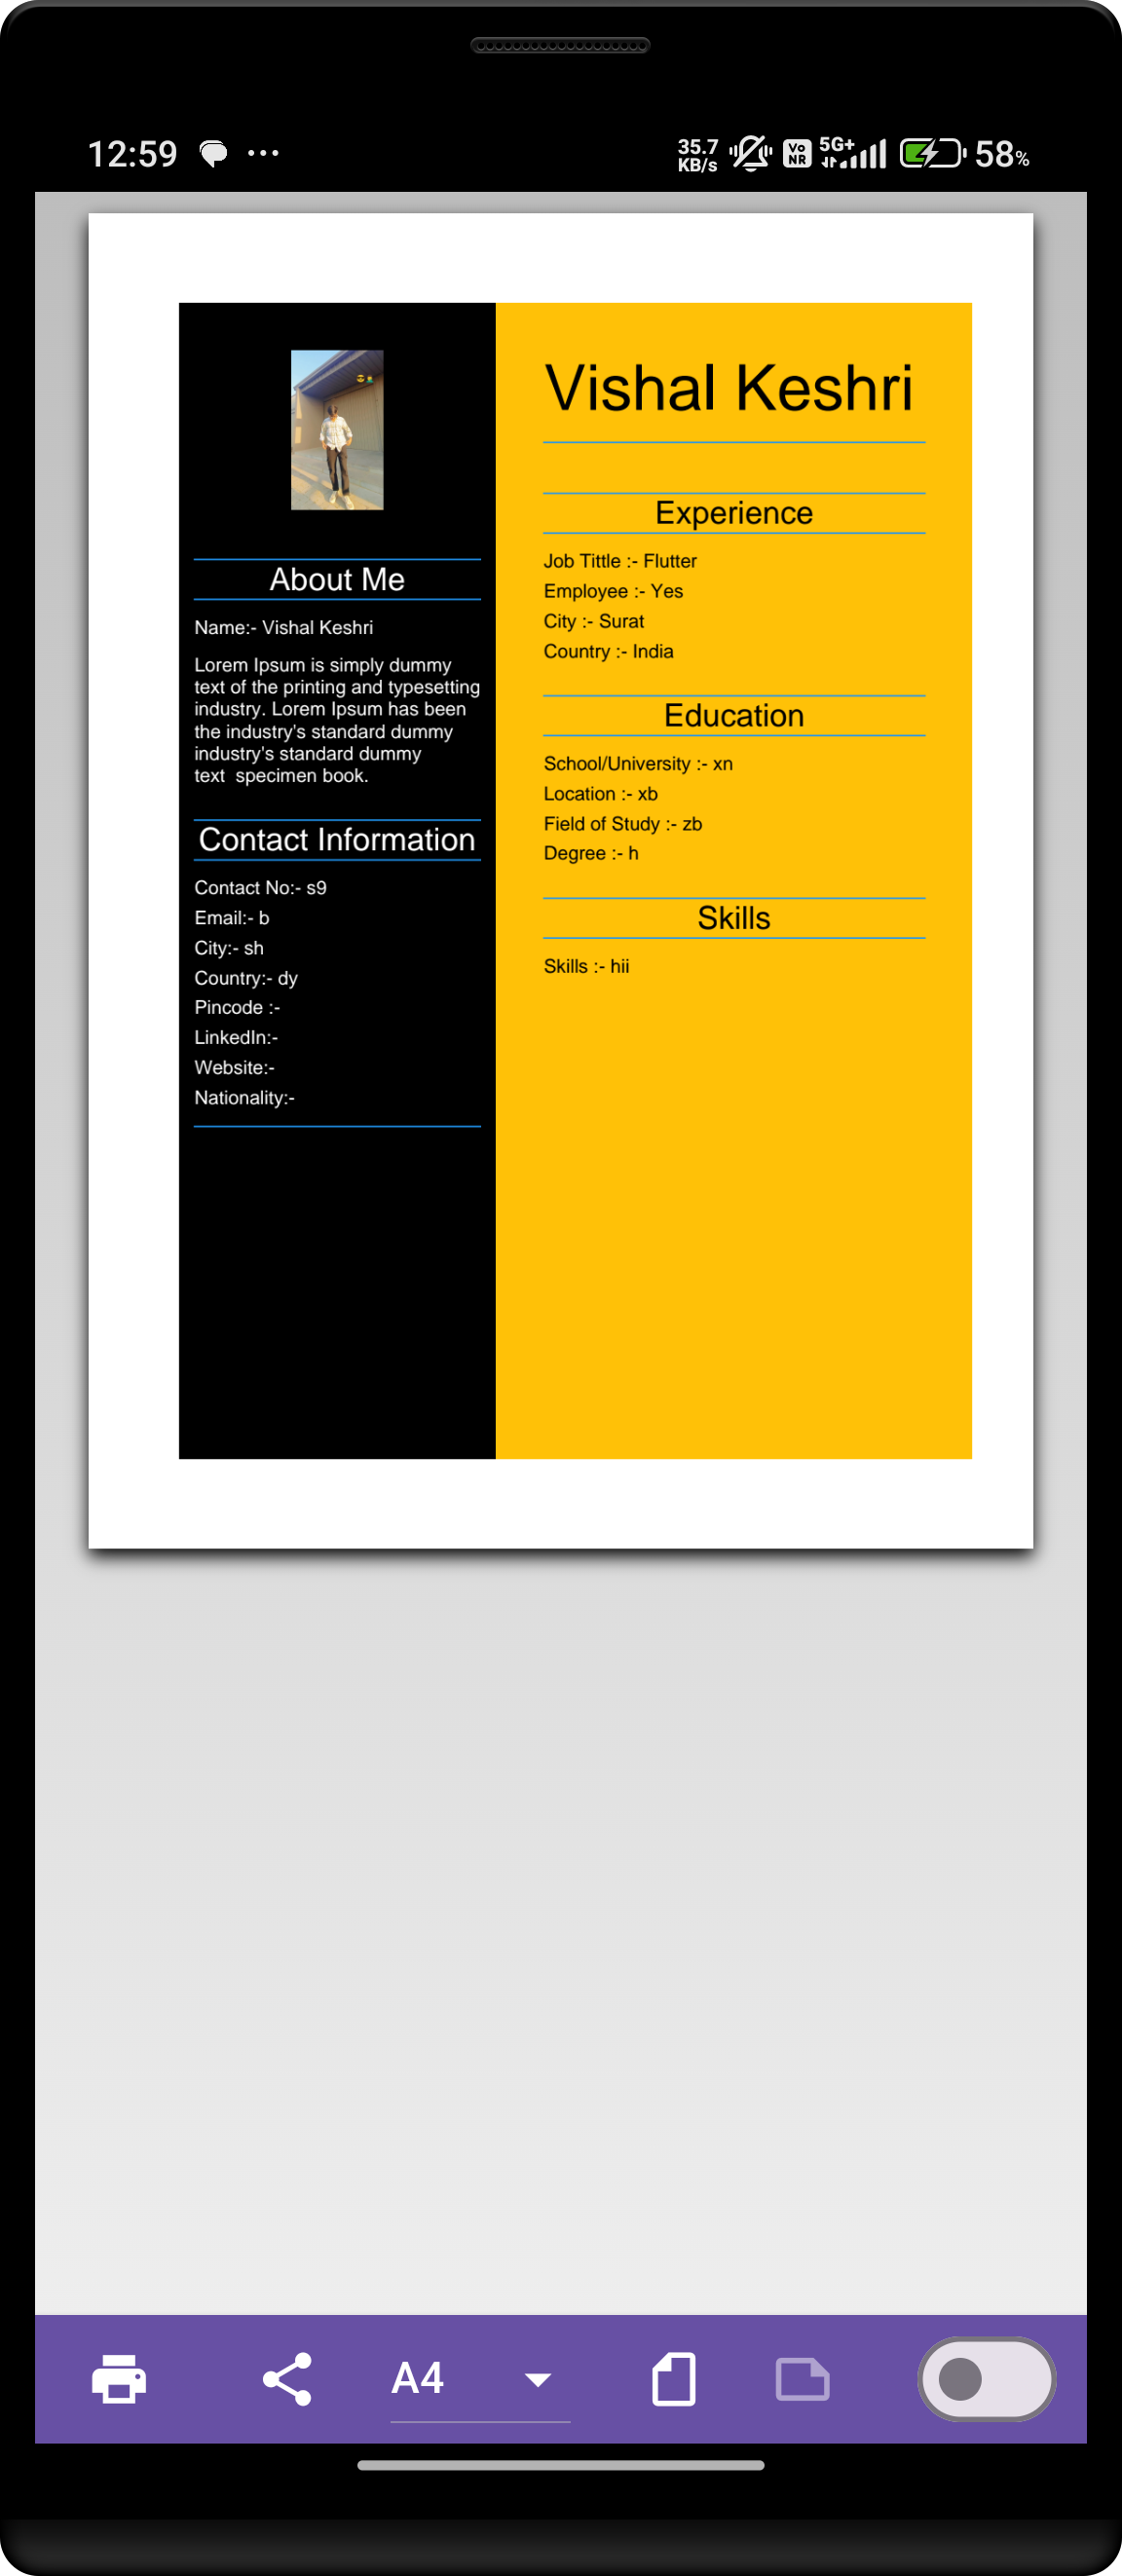 12:59
35.7
KB/s
Vo
NR
5G+
58%
Vishal Keshri
About Me
Name:- Vishal Keshri
Lorem Ipsum is simply dummy
text of the printing and typesetting
industry. Lorem Ipsum has been
the industry's standard dummy
industry's standard dummy
text  specimen book.
Contact Information
Contact No:- s9
Email:- b
City:- sh
Country:- dy
Pincode :-
LinkedIn:-
Website:-
Nationality:-
Experience
Job Tittle :- Flutter
Employee :- Yes
City :- Surat
Country :- India
Education
School/University :- xn
Location :- xb
Field of Study :- zb
Degree :- h
Skills
Skills :- hii
A4